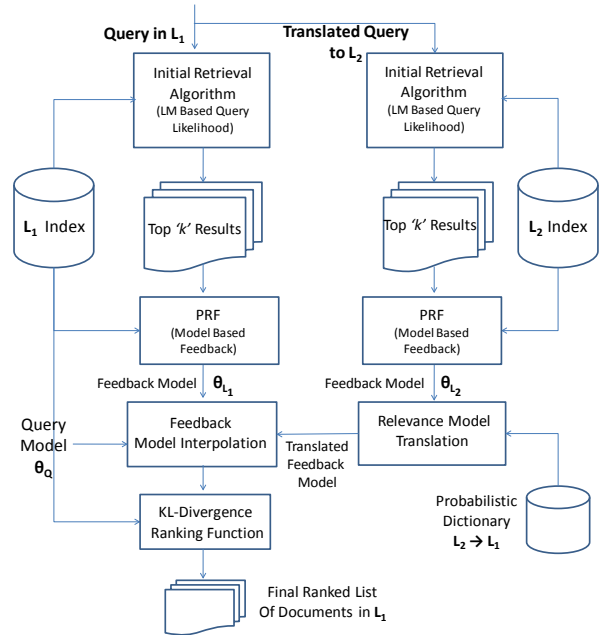 Query in L1
Translated Query
to L2
Initial Retrieval
Algorithm
(LM Based Query
Likelihood)
Initial Retrieval
Algorithm
(LM Based Query
Likelihood)
L1 Index
Top ‘k’ Results
Top ‘k’ Results
L2 Index
PRF
(Model Based
Feedback)
PRF
(Model Based
Feedback)
Feedback Model θL1
Feedback Model θL2
Query
Model
θQ
Feedback
Model Interpolation
Translated
Feedback
Model
Relevance Model
Translation
KL-Divergence
Ranking Function
Probabilistic
Dictionary
L2 → L1
Final Ranked List
Of Documents in L1